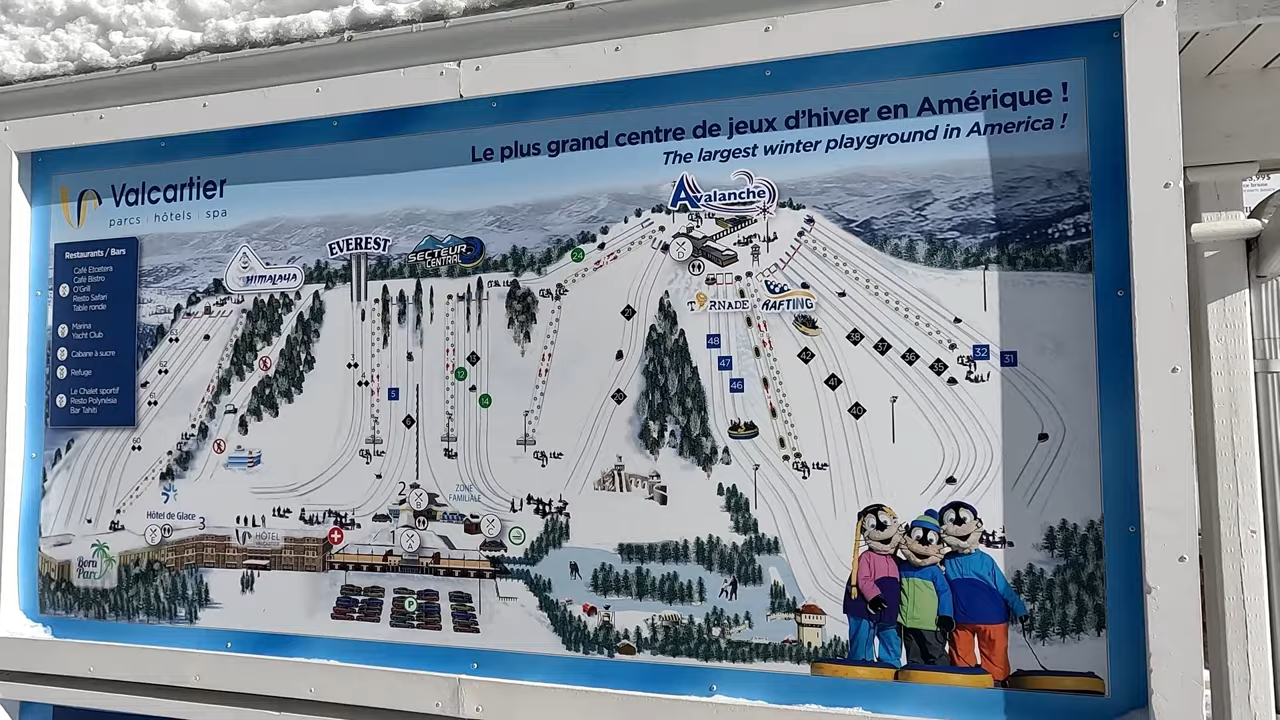 Le plus grand centre de jeux d'hiver en Amérique !
The largest winter playground in America !
Valcartier
parcs | hôtels | spa
Restaurants / Bars
Café Etcetera
Café Bistro
O'Grill
Resto Safari
Table ronde
Marina
Yacht Club
Cabane à sucre
Refuge
Le Chalet sportif
Resto Polynésia
Bar Tahiti
HIMALAYA
EVEREST
SECTEUR CENTRAL
Avalanche
TORNADE
RAFTING
24
21
20
48
47
46
42
41
40
38
37
36
35
32
31
63
62
60
3
5
6
13
12
14
ZONE FAMILIALE
Hôtel de Glace
3
2
1
HÔTEL
VALCARTIER
Bora Parc
P